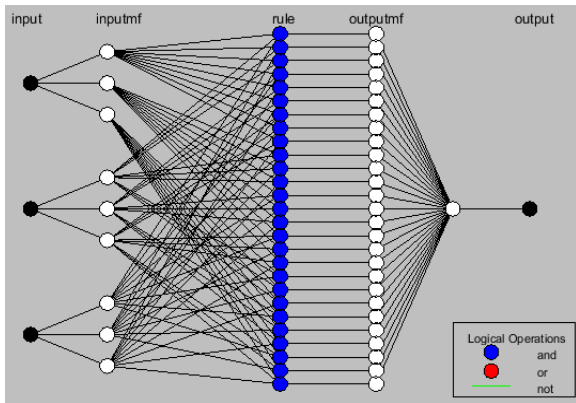 input inputmf rule outputmf output
Logical Operations
and
or
not